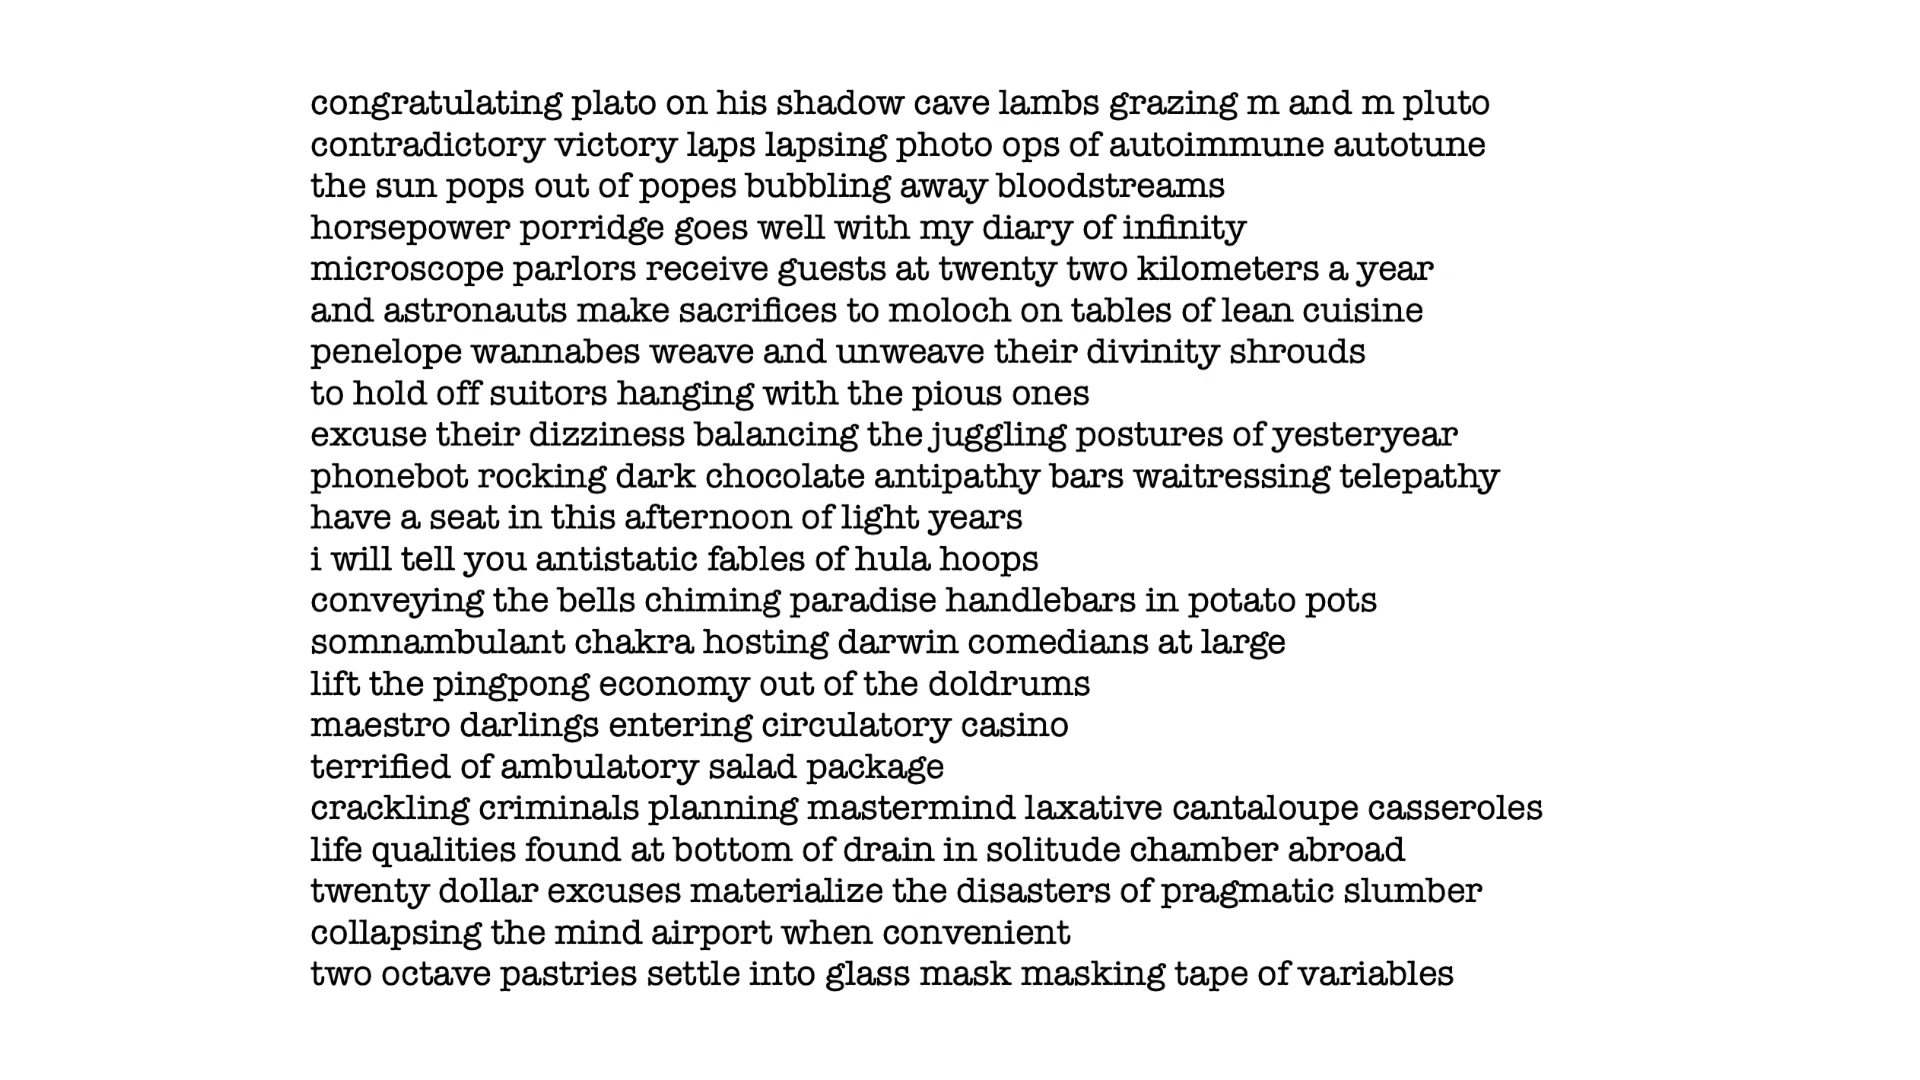 congratulating plato on his shadow cave lambs grazing m and m pluto
contradictory victory laps lapsing photo ops of autoimmune autotune
the sun pops out of popes bubbling away bloodstreams
horsepower porridge goes well with my diary of infinity
microscope parlors receive guests at twenty two kilometers a year
and astronauts make sacrifices to moloch on tables of lean cuisine
penelope wannabes weave and unweave their divinity shrouds
to hold off suitors hanging with the pious ones
excuse their dizziness balancing the juggling postures of yesteryear
phonebot rocking dark chocolate antipathy bars waitressing telepathy
have a seat in this afternoon of light years
i will tell you antistatic fables of hula hoops
conveying the bells chiming paradise handlebars in potato pots
somnambulant chakra hosting darwin comedians at large
lift the pingpong economy out of the doldrums
maestro darlings entering circulatory casino
terrified of ambulatory salad package
crackling criminals planning mastermind laxative cantaloupe casseroles
life qualities found at bottom of drain in solitude chamber abroad
twenty dollar excuses materialize the disasters of pragmatic slumber
collapsing the mind airport when convenient
two octave pastries settle into glass mask masking tape of variables